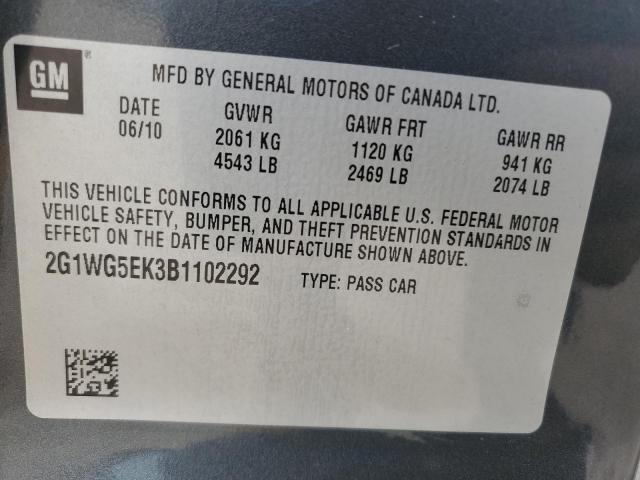 GM
®
MFD BY GENERAL MOTORS OF CANADA LTD.
DATE GVWR GAWR FRT GAWR RR
06/10 2061 KG 1120 KG 941 KG
4543 LB 2469 LB 2074 LB
THIS VEHICLE CONFORMS TO ALL APPLICABLE U.S. FEDERAL MOTOR
VEHICLE SAFETY, BUMPER, AND THEFT PREVENTION STANDARDS IN
EFFECT ON THE DATE OF MANUFACTURE SHOWN ABOVE.
2G1WG5EK3B1102292 TYPE: PASS CAR